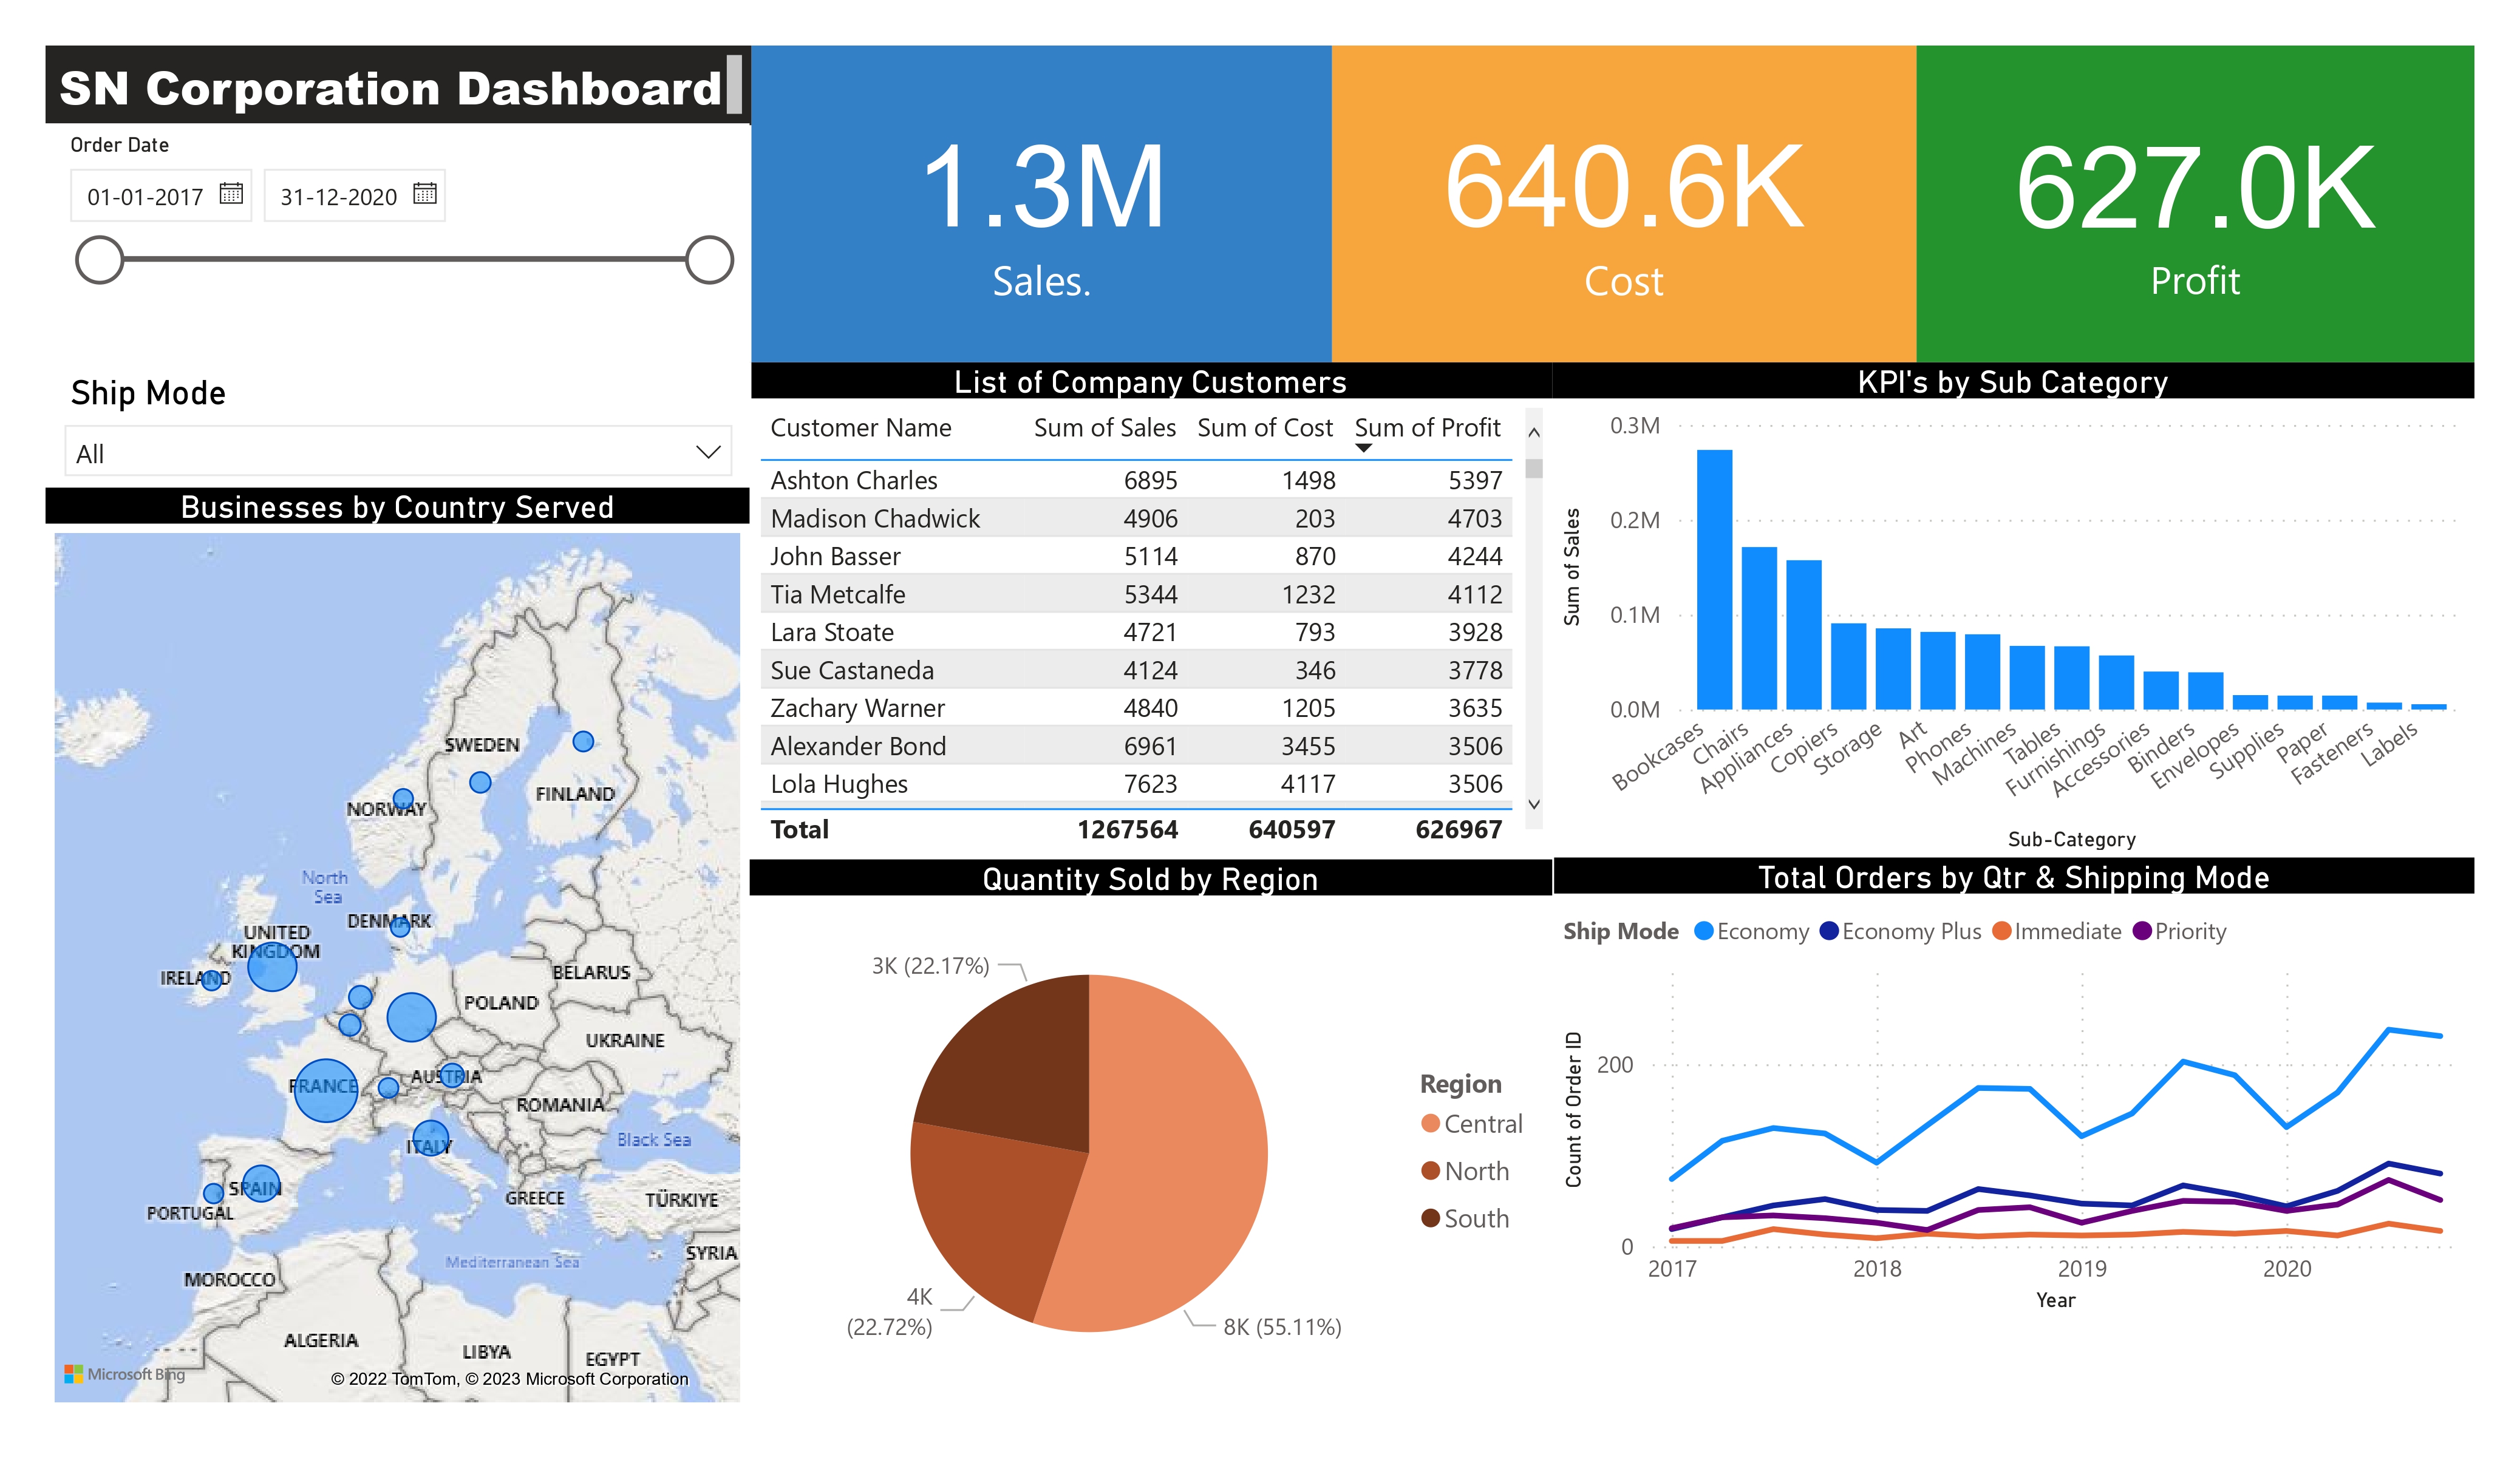 SN Corporation Dashboard
Order Date
01-01-2017
31-12-2020
Ship Mode
All
1.3M
Sales.
640.6K
Cost
627.0K
Profit
Businesses by Country Served
SWEDEN
FINLAND
NORWAY
North
Sea
DENMARK
UNITED
KINGDOM
IRELAND
BELARUS
POLAND
UKRAINE
FRANCE
AUSTRIA
ROMANIA
Black Sea
ITALY
SPAIN
PORTUGAL
GREECE
TÜRKIYE
SYRIA
Mediterranean Sea
MOROCCO
ALGERIA
LIBYA
EGYPT
Microsoft Bing
© 2022 TomTom, © 2023 Microsoft Corporation
List of Company Customers
Customer Name Sum of Sales Sum of Cost Sum of Profit
Ashton Charles 6895 1498 5397
Madison Chadwick 4906 203 4703
John Basser 5114 870 4244
Tia Metcalfe 5344 1232 4112
Lara Stoate 4721 793 3928
Sue Castaneda 4124 346 3778
Zachary Warner 4840 1205 3635
Alexander Bond 6961 3455 3506
Lola Hughes 7623 4117 3506
Total 1267564 640597 626967
KPI's by Sub Category
Sum of Sales
0.3M
0.2M
0.1M
0.0M
Bookcases
Chairs
Appliances
Copiers
Storage
Art
Phones
Machines
Tables
Furnishings
Accessories
Binders
Envelopes
Supplies
Paper
Fasteners
Labels
Sub-Category
Quantity Sold by Region
3K (22.17%)
4K
(22.72%)
8K (55.11%)
Region
Central
North
South
Total Orders by Qtr & Shipping Mode
Ship Mode Economy Economy Plus Immediate Priority
Count of Order ID
200
0
2017 2018 2019 2020
Year